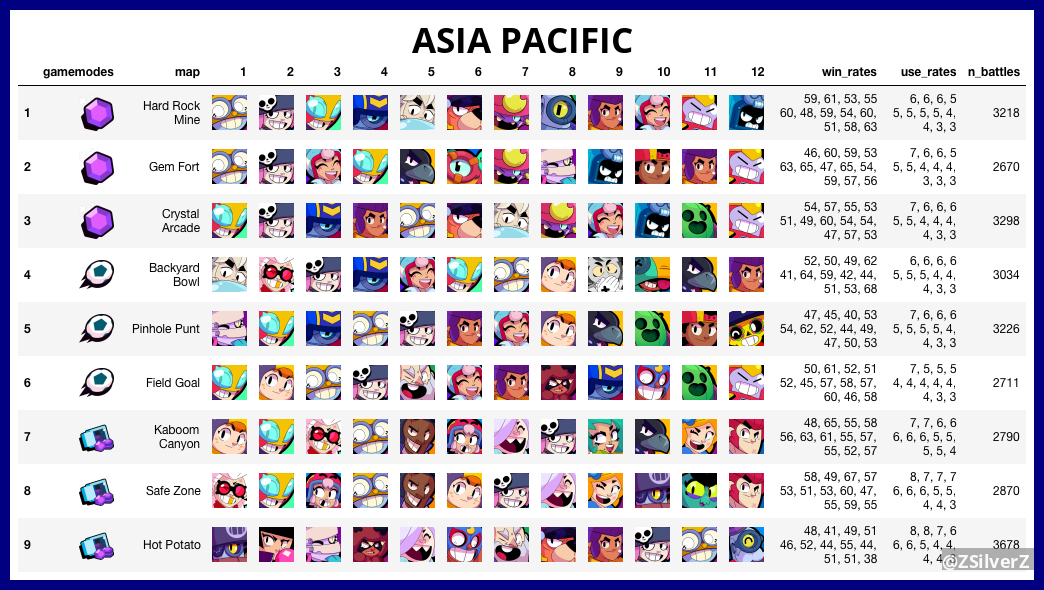 ASIA PACIFIC
gamemodes map 1 2 3 4 5 6 7 8 9 10 11 12 win_rates use_rates n_battles
1 Hard Rock Mine 59, 61, 53, 55 6, 6, 6, 5 3218
60, 48, 59, 54, 60, 5, 5, 5, 5, 4,
51, 58, 63 4, 3, 3
2 Gem Fort 46, 60, 59, 53 7, 6, 6, 5 2670
63, 65, 47, 65, 54, 5, 5, 4, 4, 4,
59, 57, 56 3, 3, 3
3 Crystal Arcade 54, 57, 55, 53 7, 6, 6, 6 3298
51, 49, 60, 54, 54, 5, 5, 4, 4, 4,
47, 57, 53 4, 3, 3
4 Backyard Bowl 52, 50, 49, 62 6, 6, 6, 6 3034
41, 64, 59, 42, 44, 5, 5, 5, 4, 4,
51, 53, 68 4, 3, 3
5 Pinhole Punt 47, 45, 40, 53 7, 6, 6, 6 3226
54, 62, 52, 44, 49, 5, 5, 5, 5, 4,
47, 50, 53 4, 3, 3
6 Field Goal 50, 61, 52, 51 7, 5, 5, 5 2711
52, 45, 57, 58, 57, 4, 4, 4, 4, 4,
60, 46, 58 4, 3, 3
7 Kaboom Canyon 48, 65, 55, 58 7, 7, 6, 6 2790
56, 63, 61, 55, 57, 6, 6, 6, 5, 5,
55, 52, 57 5, 5, 4
8 Safe Zone 58, 49, 67, 57 8, 7, 7, 7 2870
53, 51, 53, 60, 47, 6, 6, 6, 5, 5,
55, 59, 55 4, 4, 3
9 Hot Potato 48, 41, 49, 51 8, 8, 7, 6 3678
46, 52, 44, 55, 44, 6, 6, 5, 4, 4,
51, 51, 38 4, 4,
@ZSilverZ